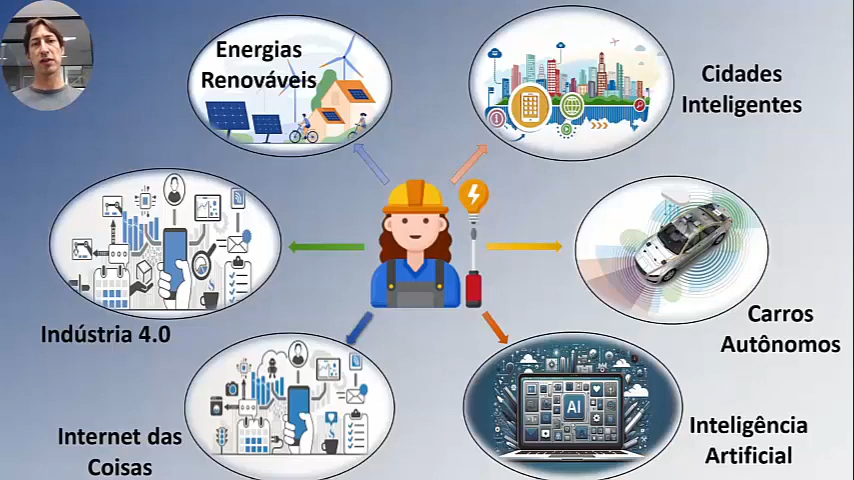 Energias
Renováveis
Cidades
Inteligentes
Indústria 4.0
Carros
Autônomos
Internet das
Coisas
AI
Inteligência
Artificial